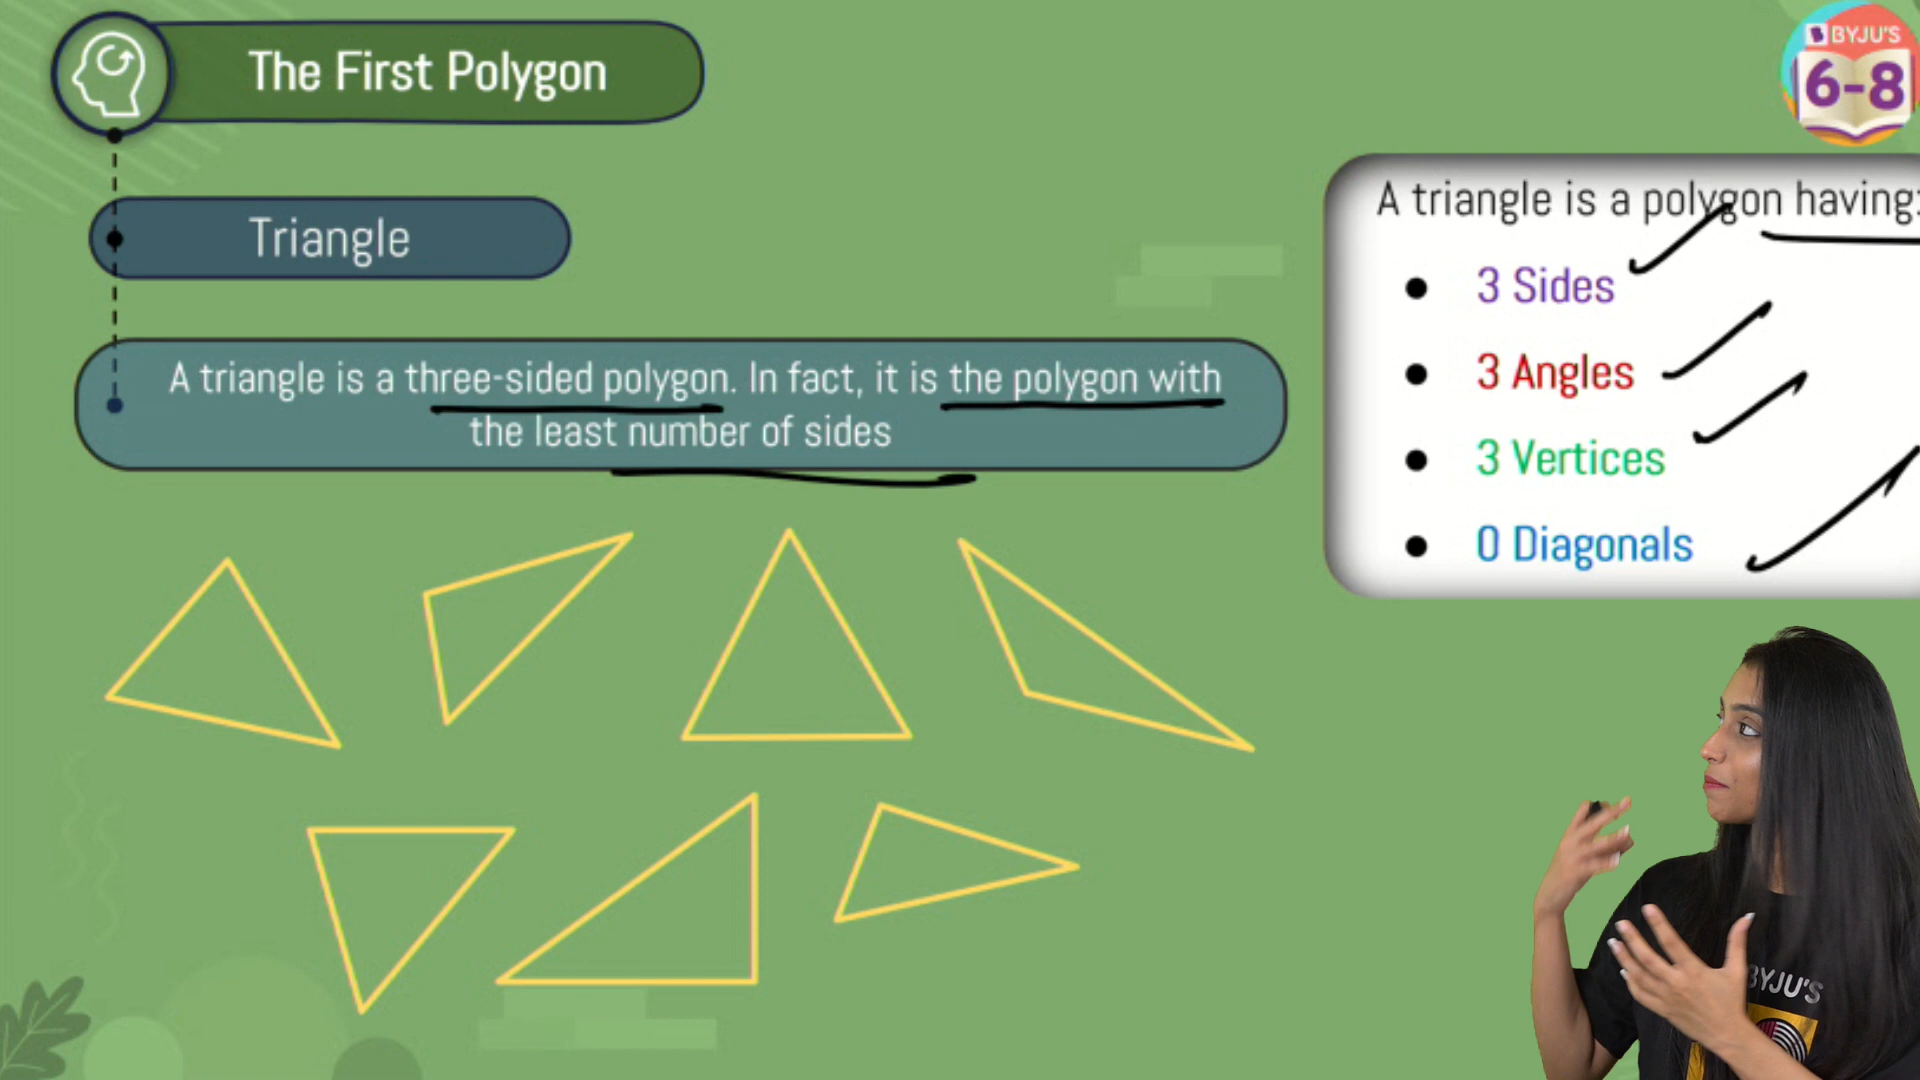 The First Polygon
BYJU'S
6-8
Triangle
A triangle is a polygon having:
3 Sides
3 Angles
3 Vertices
0 Diagonals
A triangle is a three-sided polygon. In fact, it is the polygon with
the least number of sides
BYJU'S